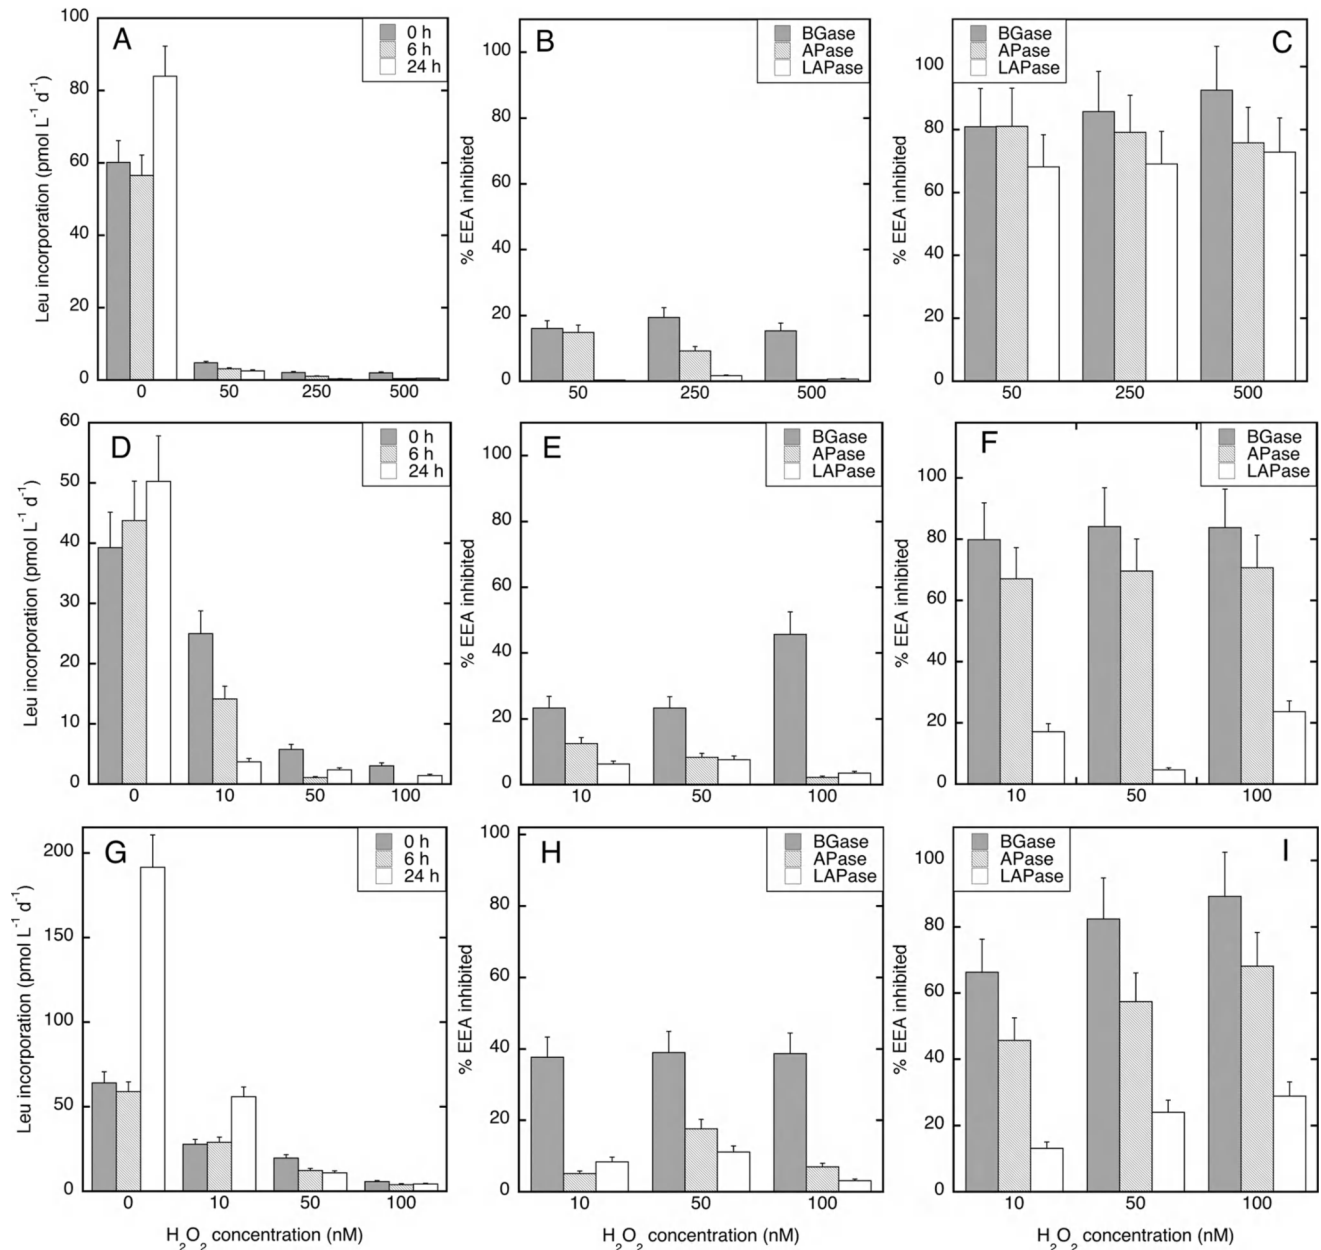 A
0 h
6 h
24 h
Leu incorporation (pmol L⁻¹ d⁻¹)
100
80
60
40
20
0
0 50 250 500
B
BGase
APase
LAPase
% EEA inhibited
100
80
60
40
20
0
50 250 500
C
BGase
APase
LAPase
% EEA inhibited
100
80
60
40
20
0
50 250 500
D
0 h
6 h
24 h
Leu incorporation (pmol L⁻¹ d⁻¹)
60
50
40
30
20
10
0
0 10 50 100
E
BGase
APase
LAPase
% EEA inhibited
100
80
60
40
20
0
10 50 100
F
BGase
APase
LAPase
% EEA inhibited
100
80
60
40
20
0
10 50 100
G
0 h
6 h
24 h
Leu incorporation (pmol L⁻¹ d⁻¹)
200
150
100
50
0
0 10 50 100
H₂O₂ concentration (nM)
H
BGase
APase
LAPase
% EEA inhibited
100
80
60
40
20
0
10 50 100
H₂O₂ concentration (nM)
I
BGase
APase
LAPase
% EEA inhibited
100
80
60
40
20
0
10 50 100
H₂O₂ concentration (nM)